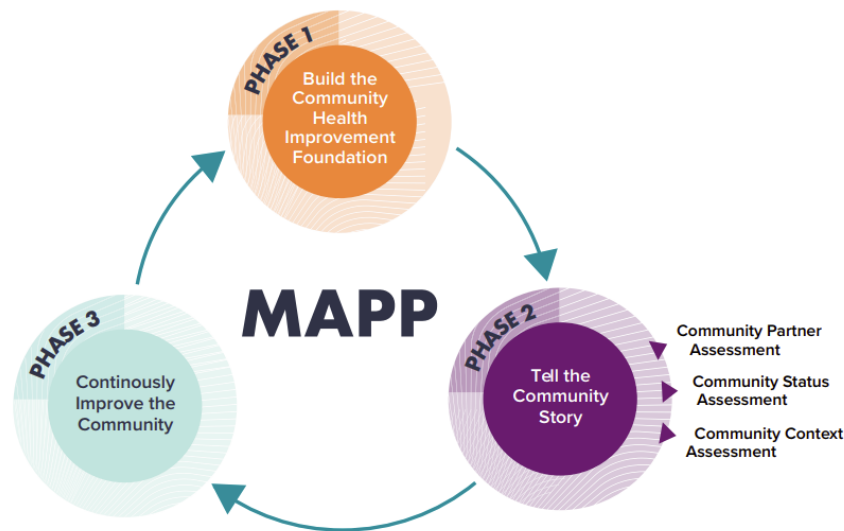 PHASE 1
Build the
Community
Health
Improvement
Foundation
MAPP
PHASE 2
Tell the
Community
Story
Community Partner
Assessment
Community Status
Assessment
Community Context
Assessment
PHASE 3
Continously
Improve the
Community